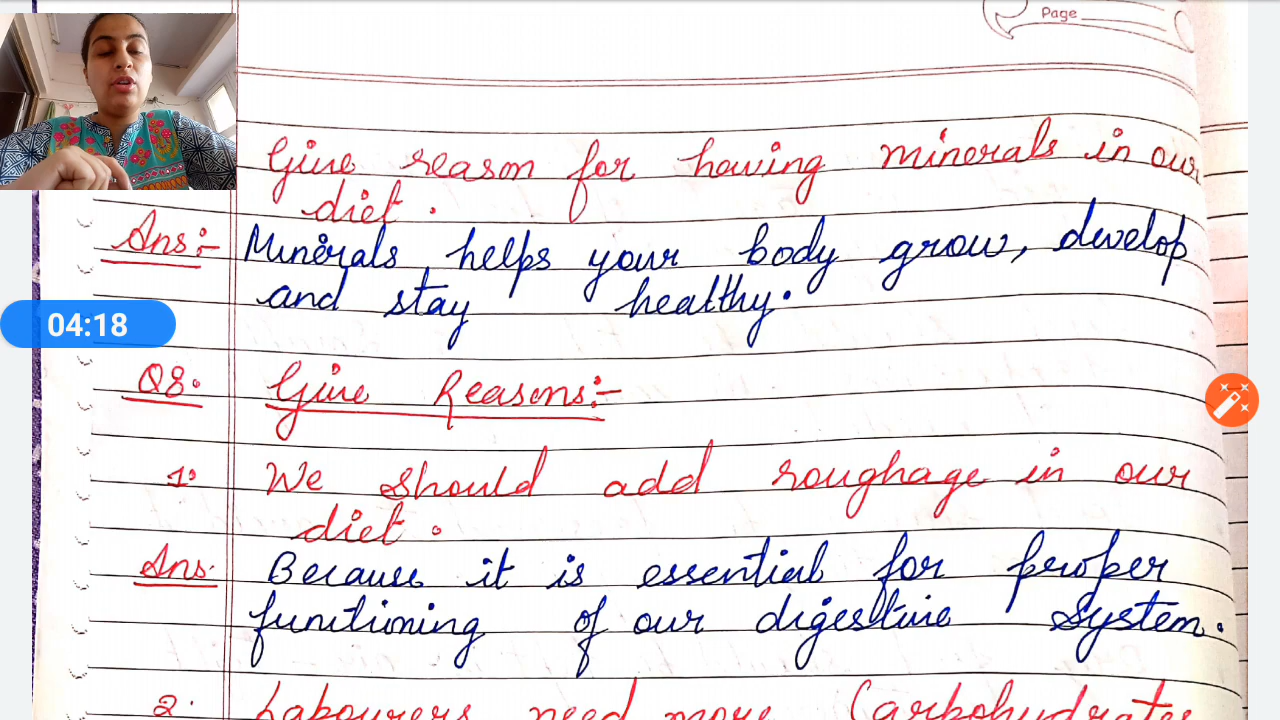 Page
Give reason for having minerals in our
diet.
Ans:- Minerals helps your body grow, develop
and stay healthy.
04:18
Q8. Give Reasons:-
1. We should add roughage in our
diet.
Ans. Because it is essential for proper
functioning of our digestive system.
2. Labourers need more Carbohydrates